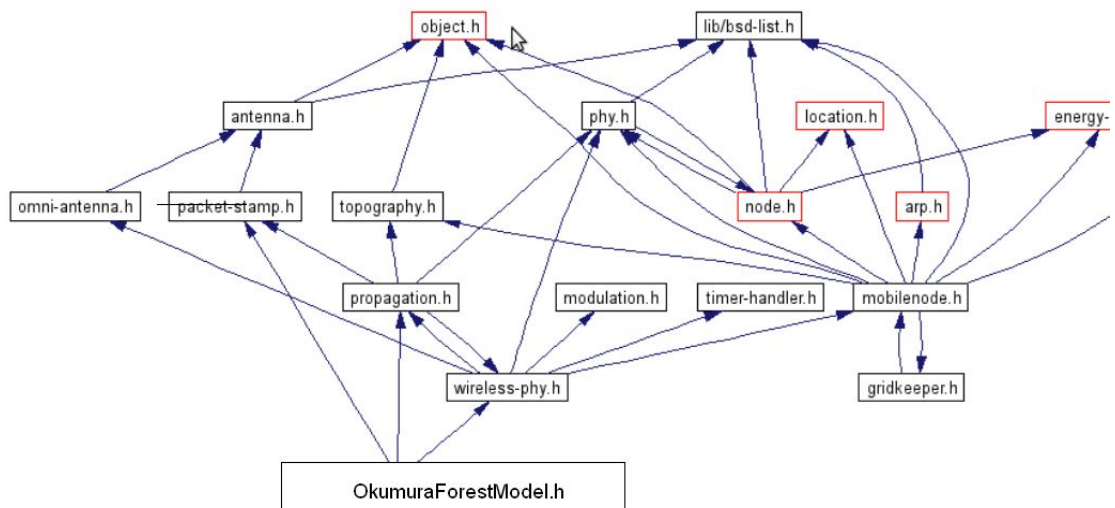 object.h
lib/bsd-list.h
antenna.h
phy.h
location.h
energy-
omni-antenna.h
packet-stamp.h
topography.h
node.h
arp.h
propagation.h
modulation.h
timer-handler.h
mobilenode.h
wireless-phy.h
gridkeeper.h
OkumuraForestModel.h